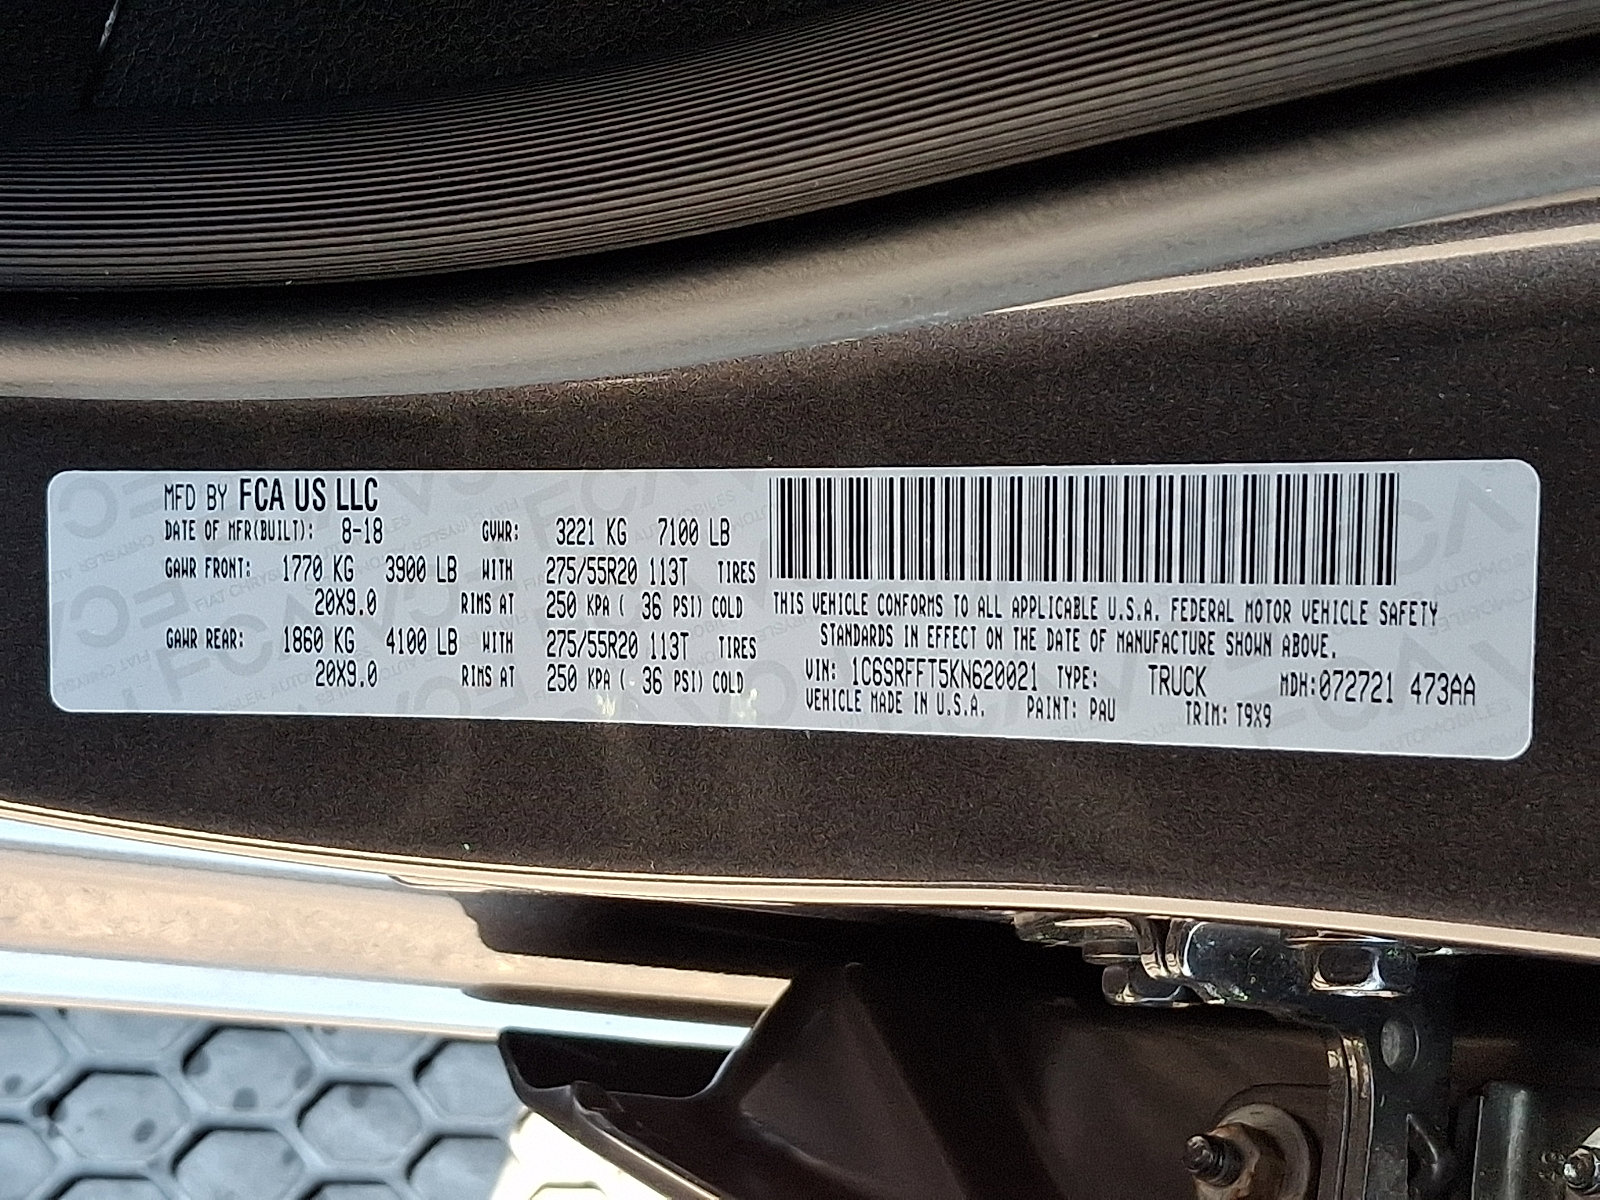 MFD BY FCA US LLC
DATE OF MFR(BUILT): 8-18 GVWR: 3221 KG 7100 LB
GAWR FRONT: 1770 KG 3900 LB WITH 275/55R20 113T TIRES
20X9.0 RIMS AT 250 KPA ( 36 PSI) COLD
GAWR REAR: 1860 KG 4100 LB WITH 275/55R20 113T TIRES
20X9.0 RIMS AT 250 KPA ( 36 PSI) COLD
THIS VEHICLE CONFORMS TO ALL APPLICABLE U.S.A. FEDERAL MOTOR VEHICLE SAFETY
STANDARDS IN EFFECT ON THE DATE OF MANUFACTURE SHOWN ABOVE.
VIN: 1C6SRFFT5KN620021 TYPE: TRUCK MDH:072721 473AA
VEHICLE MADE IN U.S.A. PAINT: PAU TRIM: T9X9